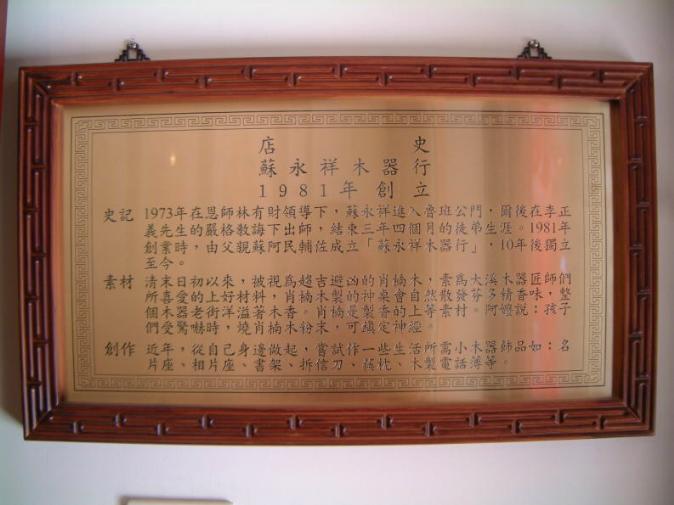 店史
蘇永祥木器行
1981年創立
史記 1973年在恩師林有財領導下，蘇永祥進入魯班公門，爾後在李正
義先生的嚴格教誨下出師，結束三年四個月的徒弟生涯。1981年
創業時，由父親蘇阿民輔佐成立「蘇永祥木器行」，10年後獨立
至今。
素材 清末日初以來，被視為趨吉避凶的肖楠木，素為大溪木器匠師們
所喜愛的上好材料，肖楠木製的神桌會自然散發芬多精香味，整
個木器老街洋溢著木香。肖楠是製香的上等素材。阿嬤說：孩子
們受驚嚇時，燒肖楠木粉末，可鎮定神經。
創作 近年，從自己身邊做起，嘗試作一些生活所需小木器飾品如：名
片座、相片座、書架、拆信刀、枕、木製電話簿等。